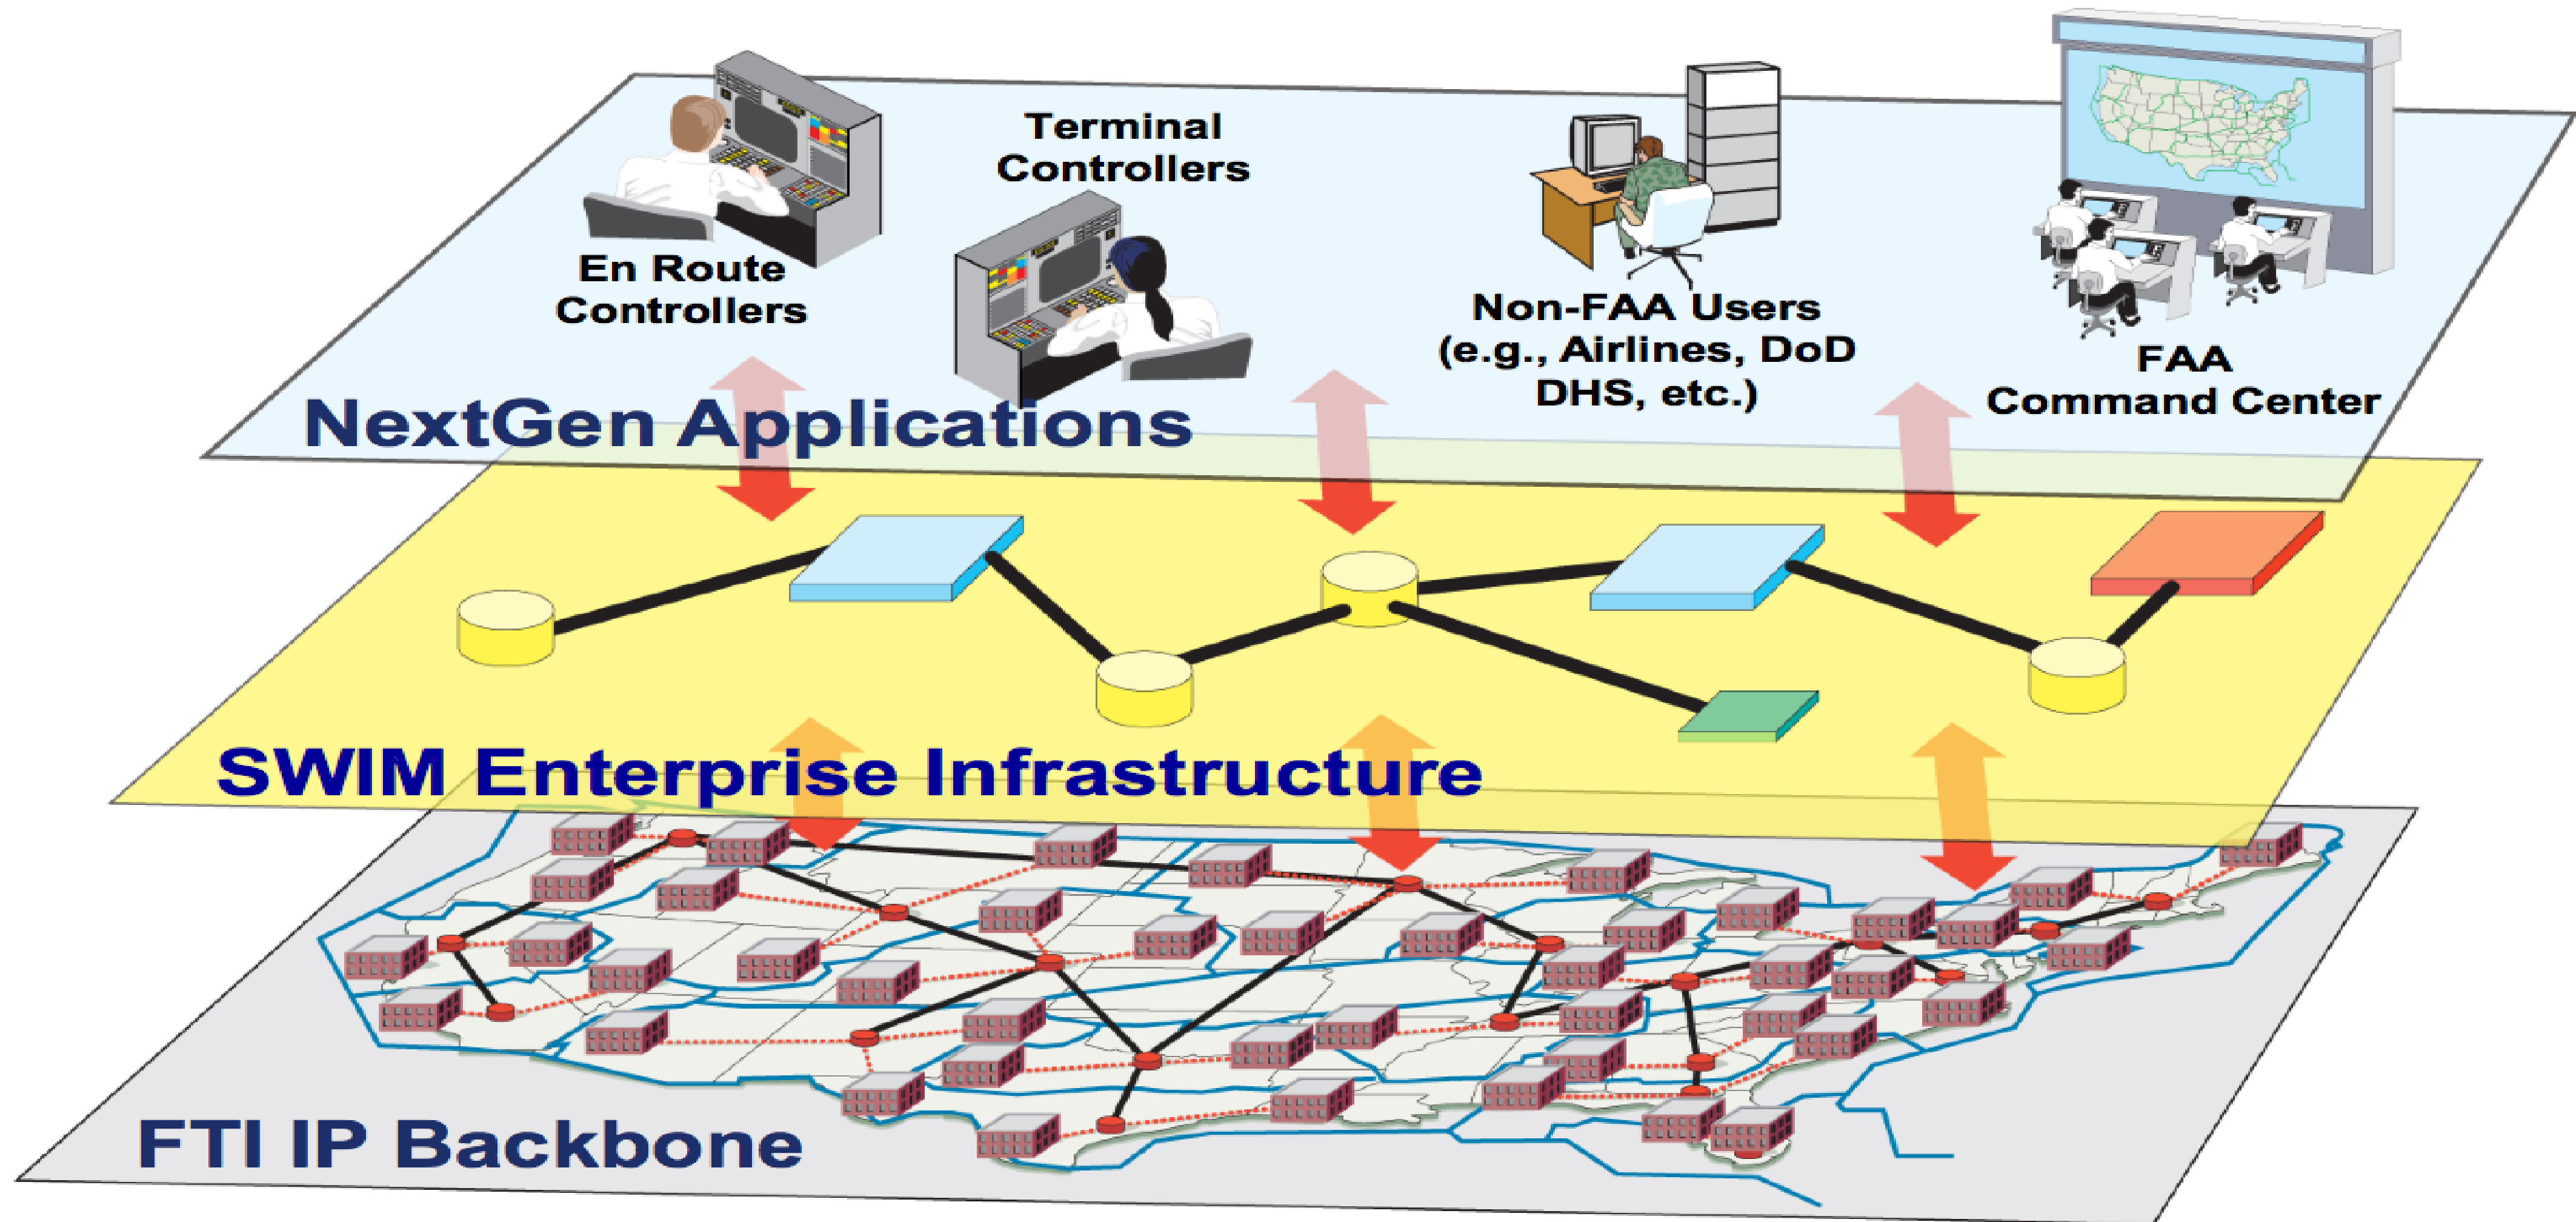 Terminal
Controllers
En Route
Controllers
Non-FAA Users
(e.g., Airlines, DoD
DHS, etc.)
FAA
Command Center
NextGen Applications
SWIM Enterprise Infrastructure
FTI IP Backbone